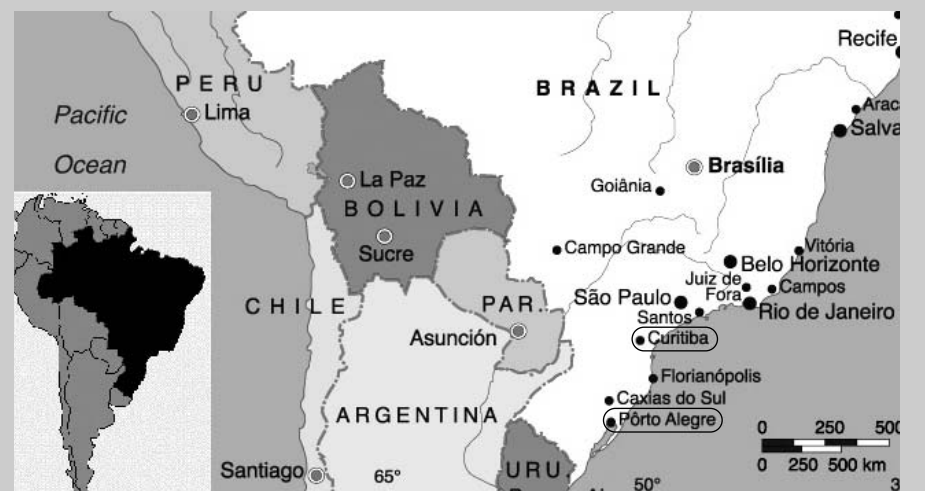 Recife
BRAZIL
PERU
Lima
Pacific
Ocean
Arac
Salva
Brasília
Goiânia
La Paz
BOLIVIA
Sucre
Campo Grande
Vitória
Belo Horizonte
Juiz de
Fora
Campos
CHILE
PAR.
São Paulo
Santos
Rio de Janeiro
Asunción
Curitiba
Florianópolis
Caxias do Sul
ARGENTINA
Pôrto Alegre
0 250 500
0 250 500 km
Santiago
65°
URU
50°
3